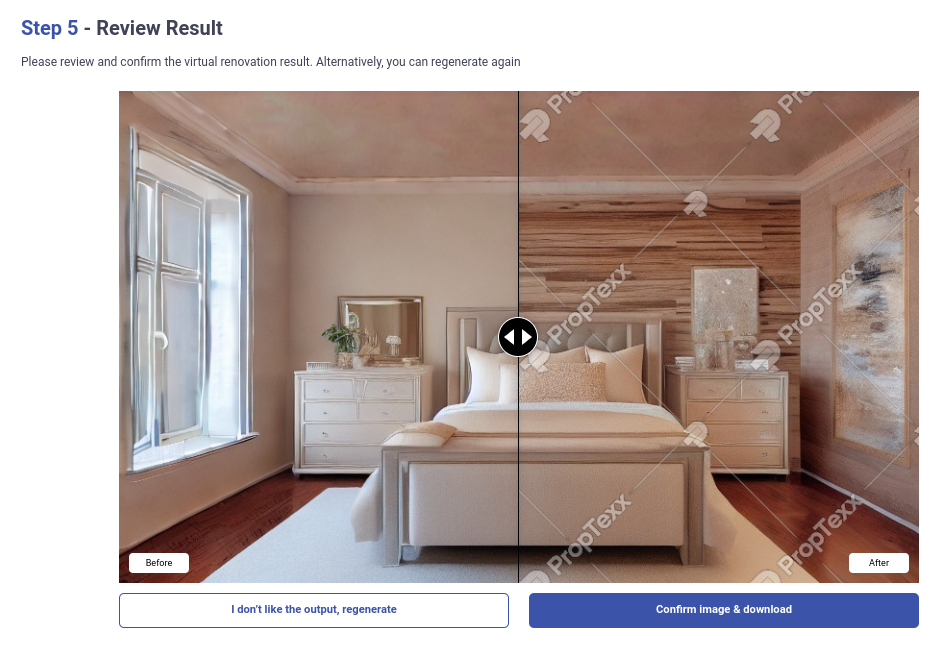 Step 5 - Review Result
Please review and confirm the virtual renovation result. Alternatively, you can regenerate again
PropTexx
PropTexx
PropTexx
PropTexx
Before
After
I don't like the output, regenerate
Confirm image & download